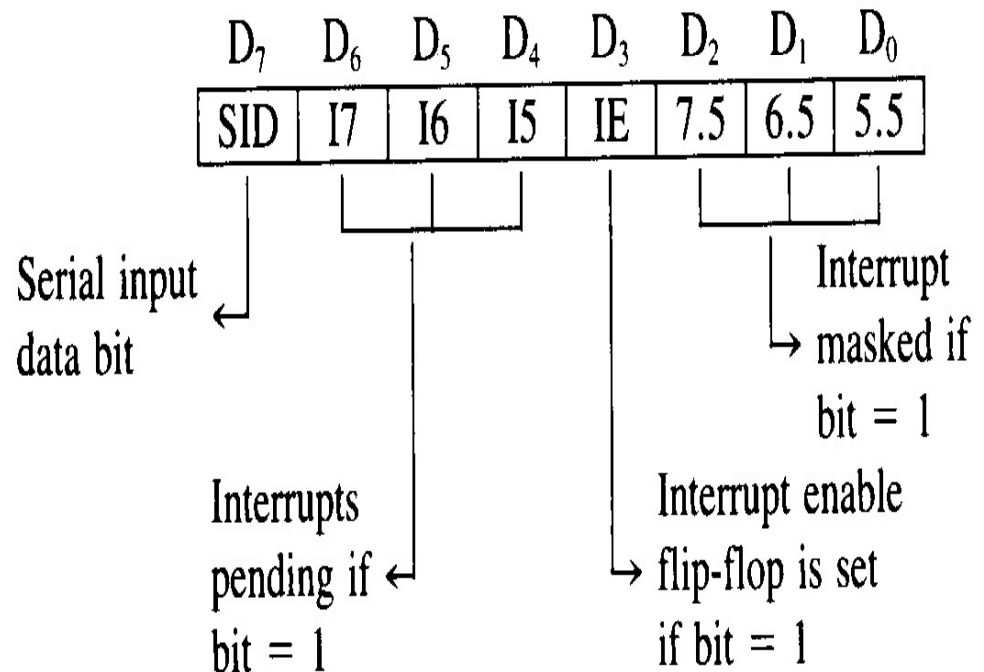 D₇ D₆ D₅ D₄ D₃ D₂ D₁ D₀
SID I7 I6 I5 IE 7.5 6.5 5.5
Serial input
data bit
Interrupt
masked if
bit = 1
Interrupts
pending if
bit = 1
Interrupt enable
flip-flop is set
if bit = 1